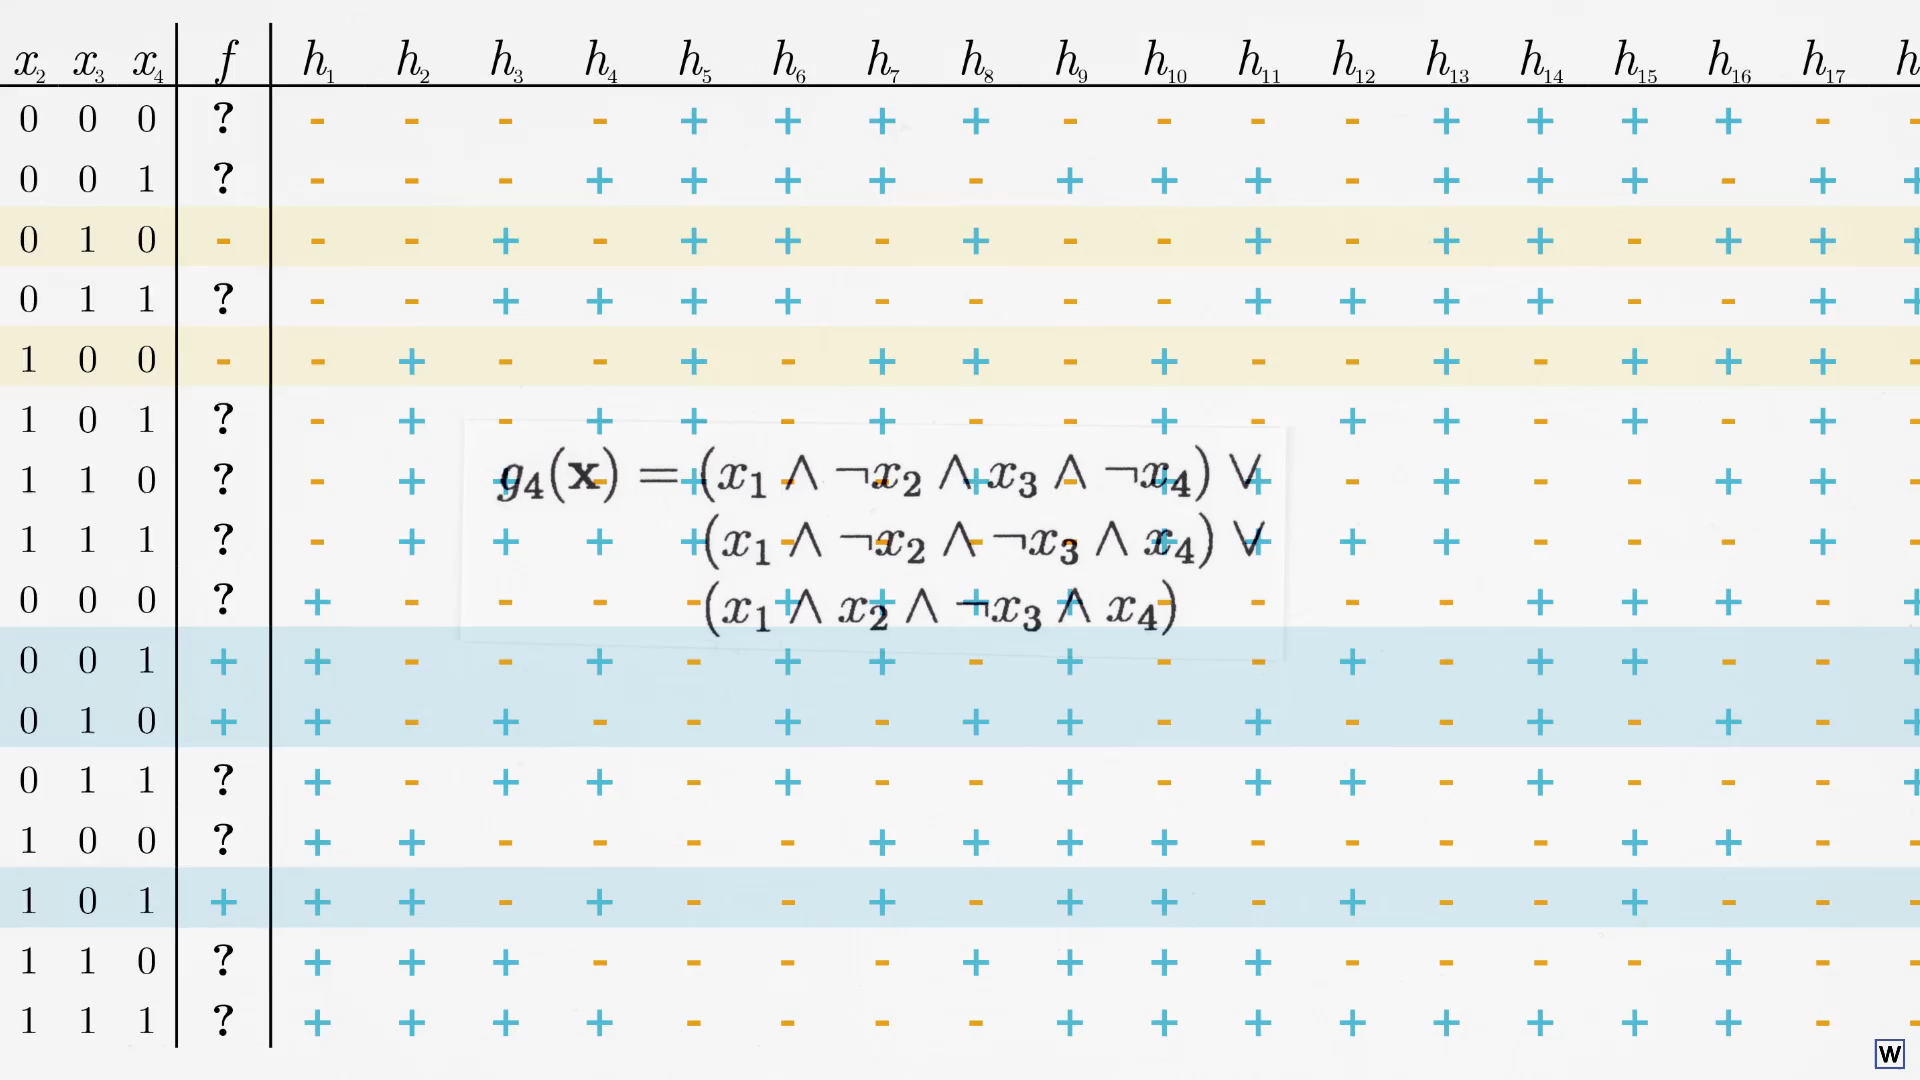 x₂ x₃ x₄ f h₁ h₂ h₃ h₄ h₅ h₆ h₇ h₈ h₉ h₁₀ h₁₁ h₁₂ h₁₃ h₁₄ h₁₅ h₁₆ h₁₇ h
0 0 0 ? - - - - + + + + - - - - + + + + - -
0 0 1 ? - - - + + + + - + + + - + + + - + +
0 1 0 - - - + - + + - + - - + - + + - + + +
0 1 1 ? - - + + + + - - - - + + + + - - + +
1 0 0 - - + - - + - + + - + - - + - + + + -
1 0 1 ? - + - + + - + - - + - + + - + - + -
1 1 0 ? - + + - + - - + - + + - + - - + + -
1 1 1 ? - + + + + - - - - + + + + - - - + -
0 0 0 ? + - - - - + + + + - - - - + + + - +
0 0 1 + + - - + - + + - + - - + - + + - - +
0 1 0 + + - + - - + - + + - + - - + - + - +
0 1 1 ? + - + + - + - - + - + + - + - - - +
1 0 0 ? + + - - - - + + + + - - - - + + - -
1 0 1 + + + - + - - + - + + - + - - + - - -
1 1 0 ? + + + - - - - + + + + - - - - + - -
1 1 1 ? + + + + - - - - + + + + + + + + - -
g₄(x) = (x₁ ∧ ¬x₂ ∧ x₃ ∧ ¬x₄) ∨
(x₁ ∧ ¬x₂ ∧ ¬x₃ ∧ x₄) ∨
(x₁ ∧ x₂ ∧ ¬x₃ ∧ x₄)
W